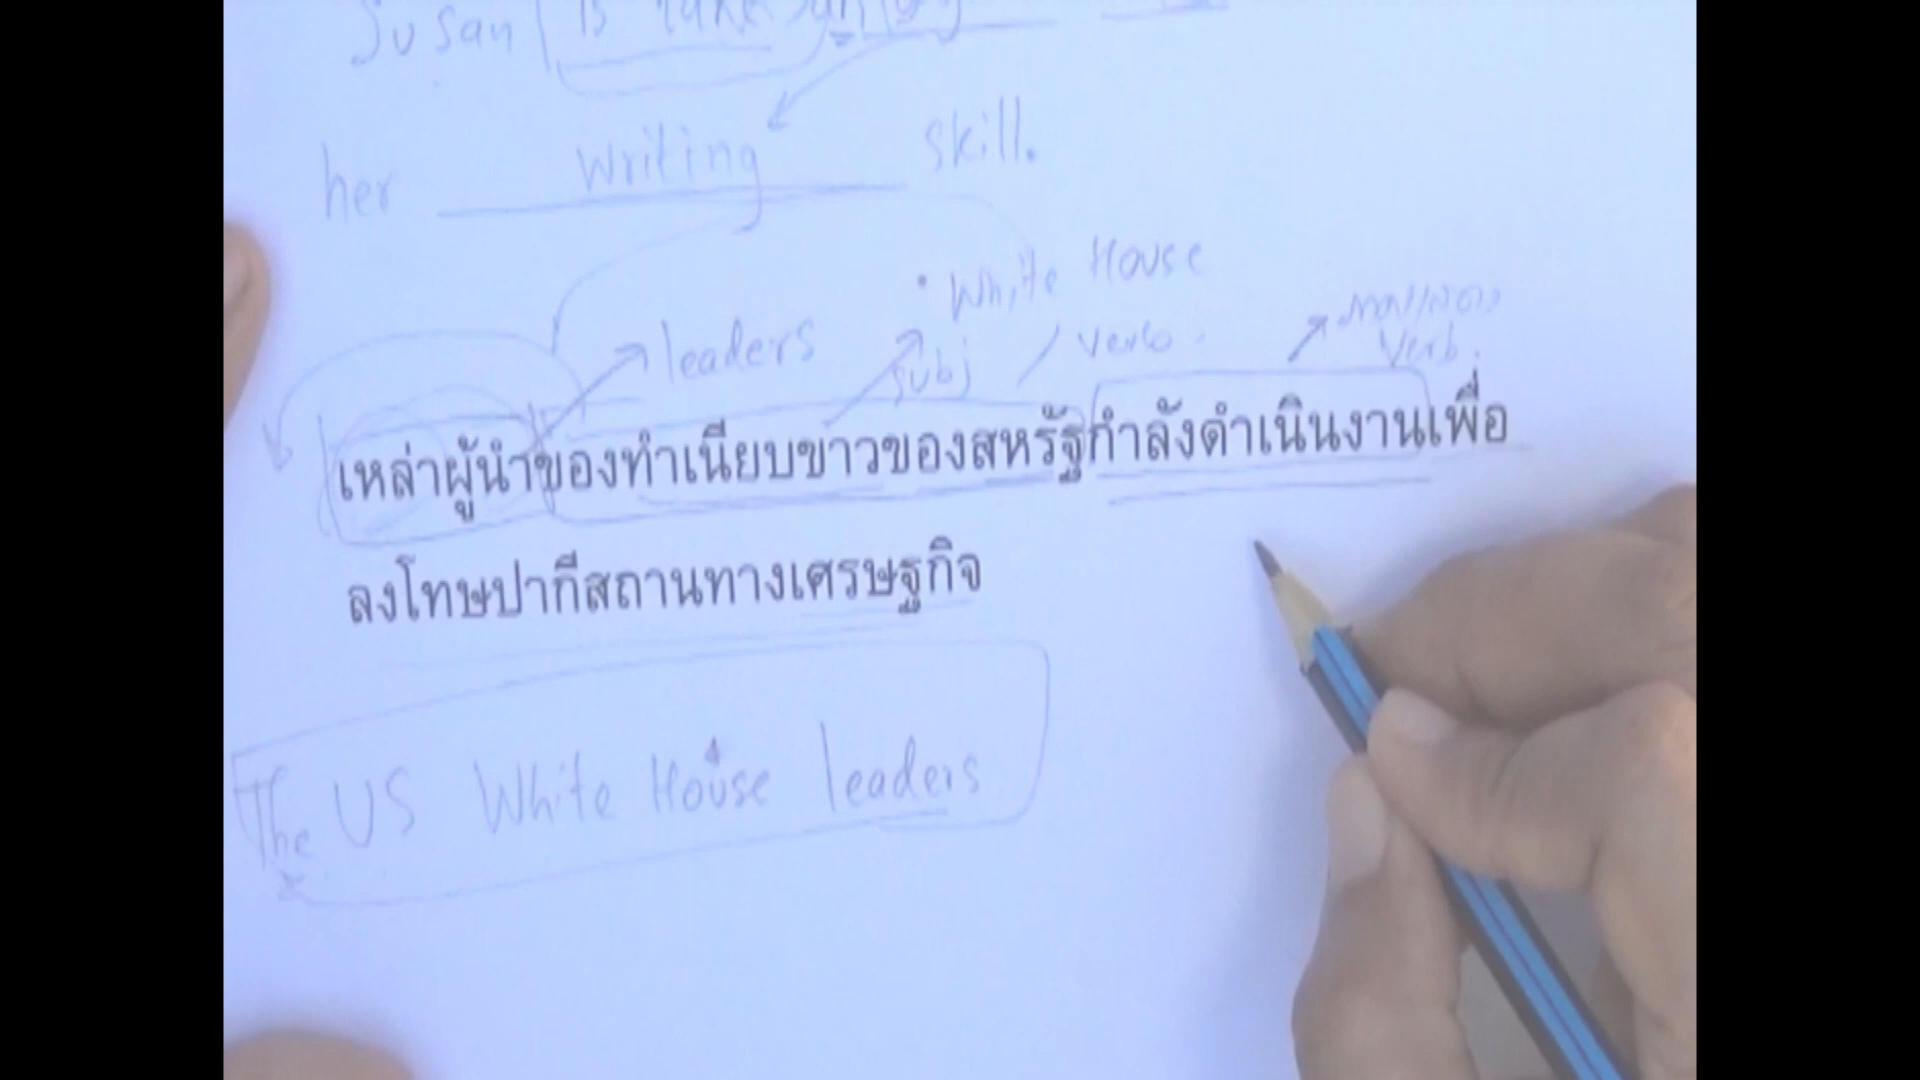 Susan is
her writing skill.
White House
leaders subj / verb
verb.
เหล่าผู้นำของทำเนียบขาวของสหรัฐกำลังดำเนินงานเพื่อ
ลงโทษปากีสถานทางเศรษฐกิจ
The US White House leaders